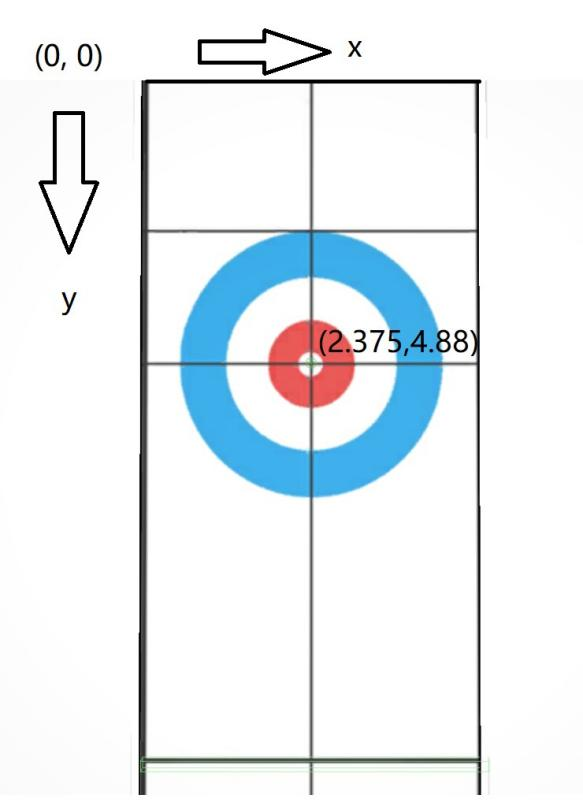 (0, 0)
x
y
(2.375,4.88)